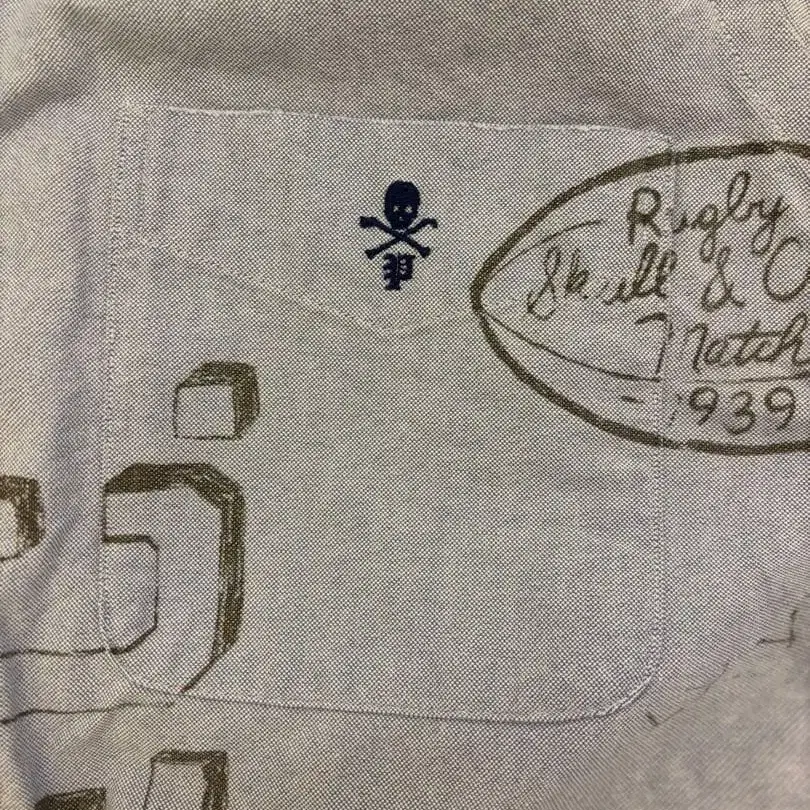 P
Rugby
Skull &
Match
1939